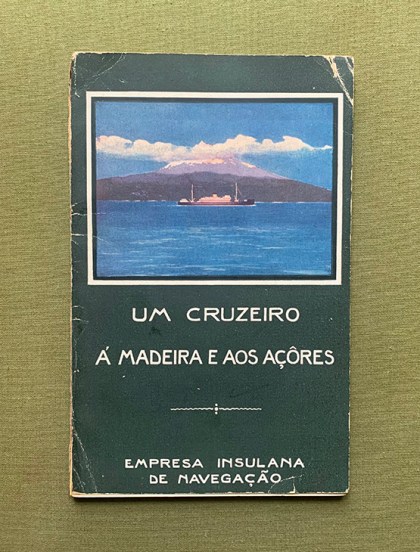 UM CRUZEIRO
Á MADEIRA E AOS AÇÔRES
EMPRESA INSULANA
DE NAVEGAÇÃO